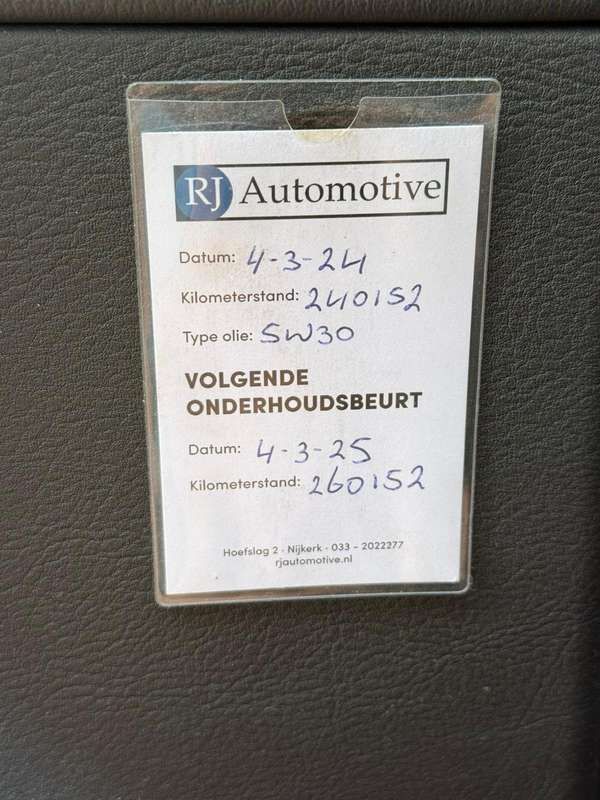 RJ Automotive
Datum: 4-3-24
Kilometerstand: 240152
Type olie: 5W30
VOLGENDE
ONDERHOUDSBEURT
Datum: 4-3-25
Kilometerstand: 260152
Hoefslag 2 · Nijkerk · 033 - 2022277
rjautomotive.nl